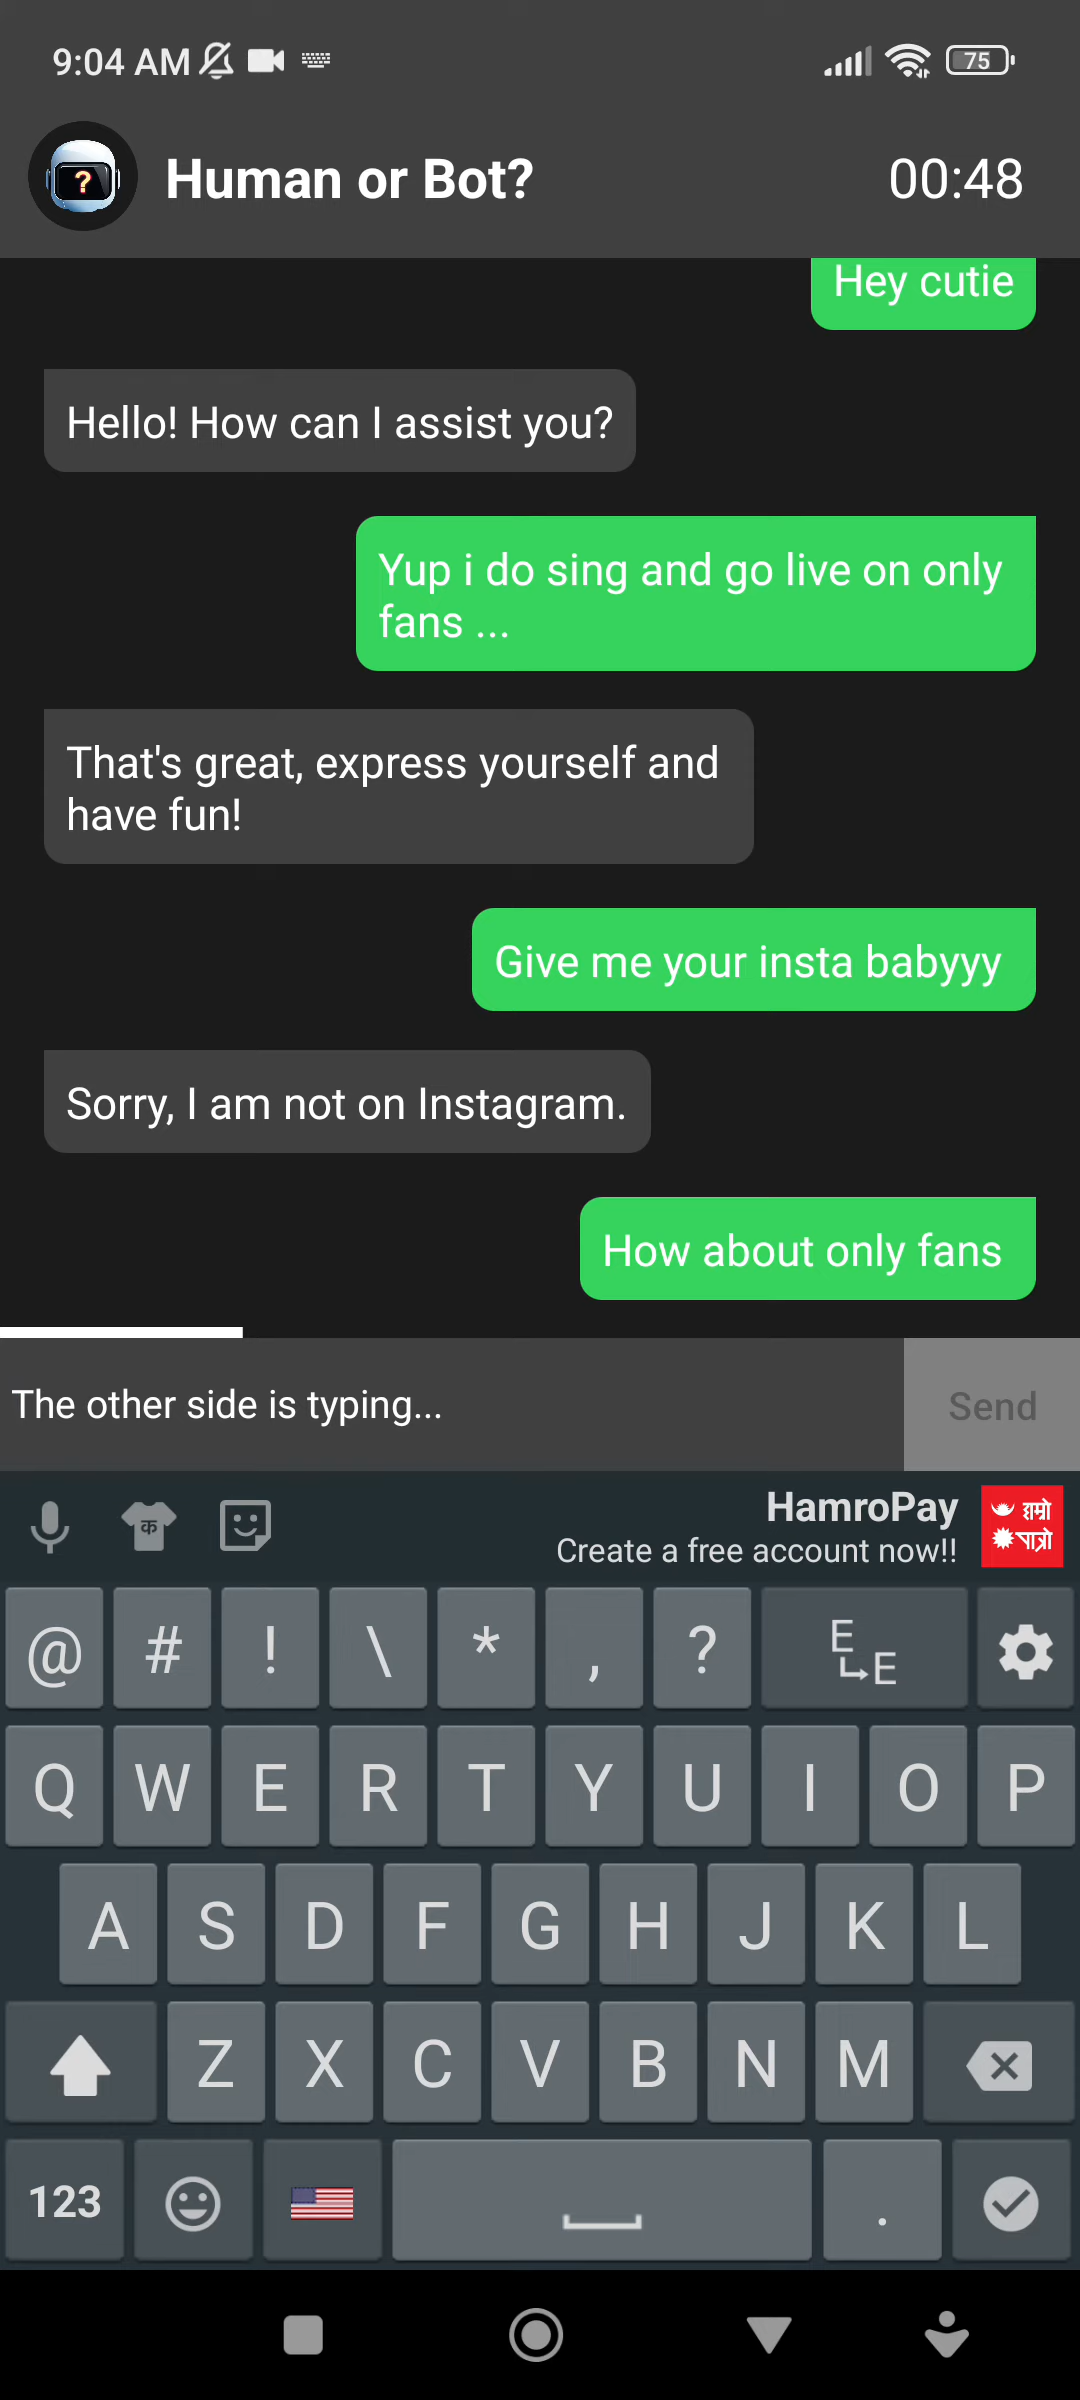 9:04 AM
75
?
Human or Bot?
00:48
Hey cutie
Hello! How can I assist you?
Yup i do sing and go live on only
fans ...
That's great, express yourself and
have fun!
Give me your insta babyyy
Sorry, I am not on Instagram.
How about only fans
The other side is typing...
Send
क
HamroPay
Create a free account now!!
हाम्रो
पात्रो
@ # ! \ * , ? E E
Q W E R T Y U I O P
A S D F G H J K L
Z X C V B N M
123 .